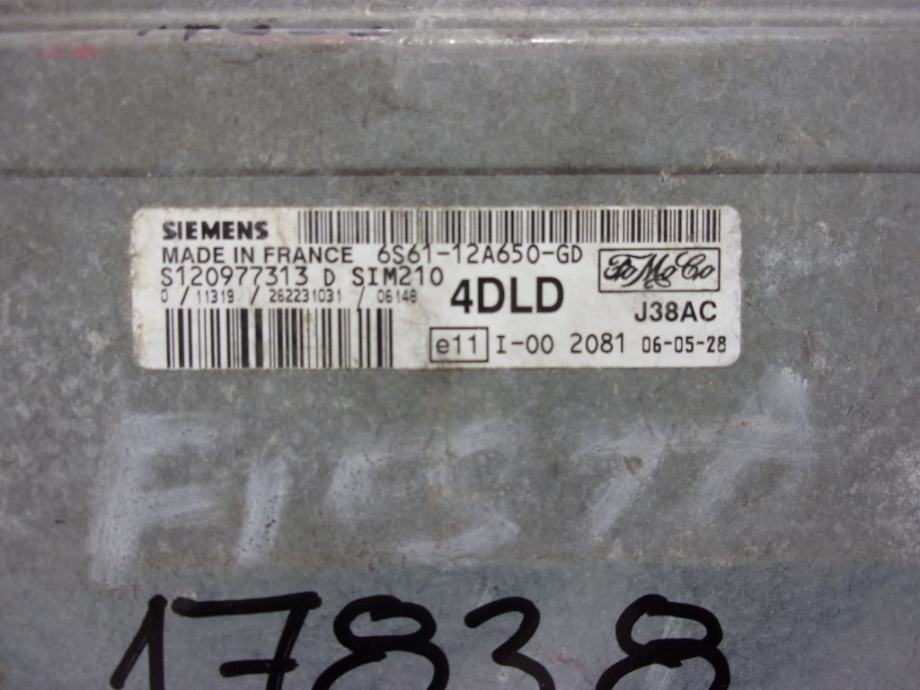 SIEMENS
MADE IN FRANCE 6S61-12A650-GD
S120977313 D SIM210
FoMoCo
0 / 11319 / 262231031 / 06148
4DLD
J38AC
e11 I-00 2081 06-05-28
FIESTA
17838